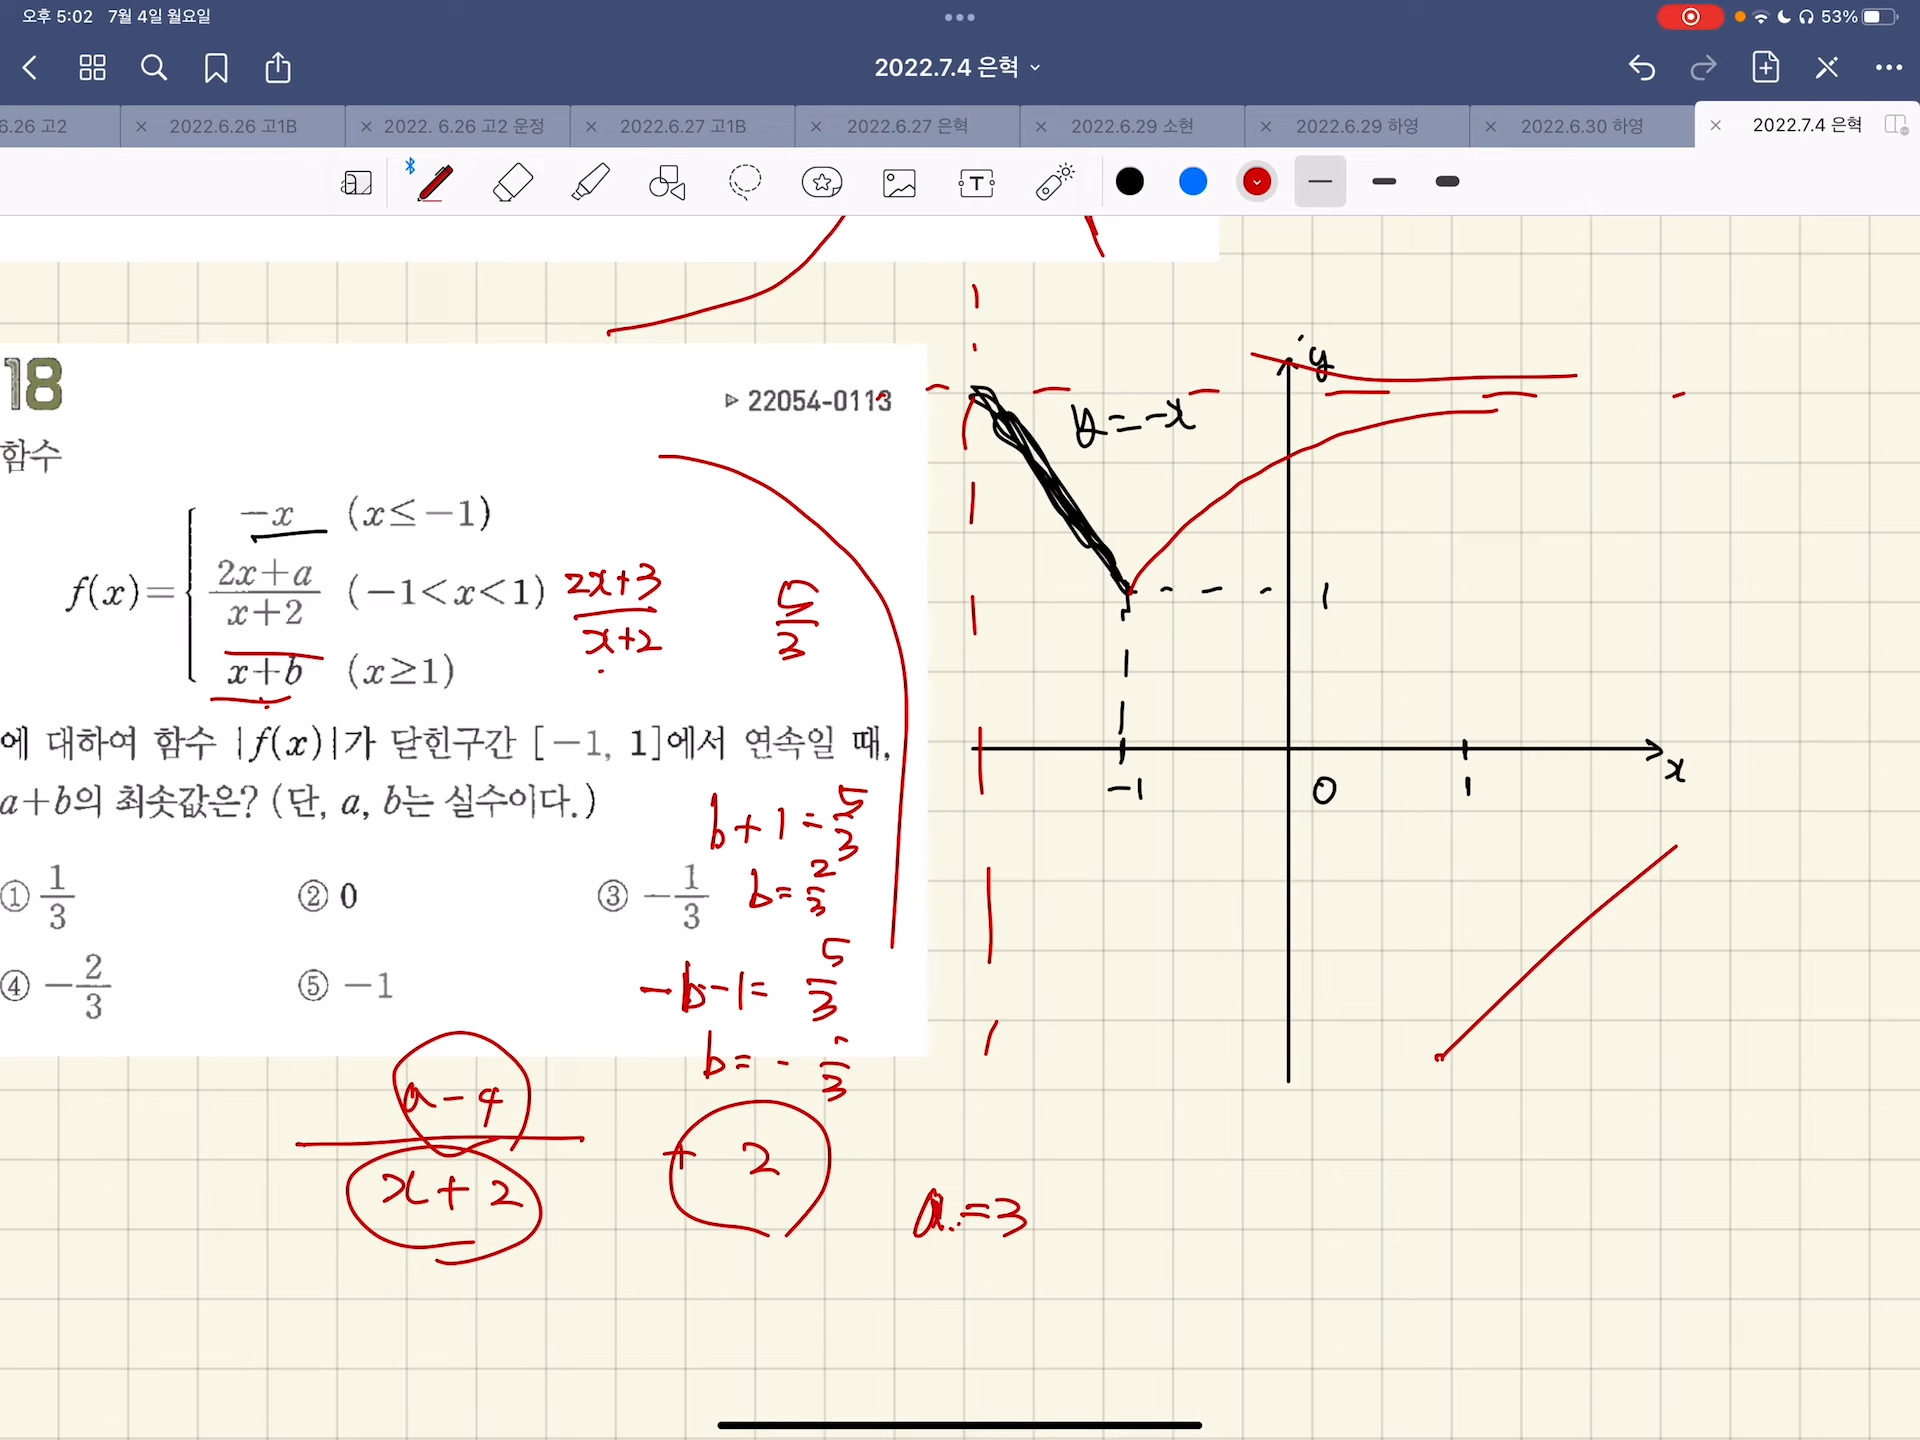 오후 5:02 7월 4일 월요일
53%
2022.7.4 은혁
6.26 고2
2022.6.26 고1B
2022. 6.26 고2 운정
2022.6.27 고1B
2022.6.27 은혁
2022.6.29 소현
2022.6.29 하영
2022.6.30 하영
2022.7.4 은혁
18
▷ 22054-0113
함수
f(x)={ -x (x≤-1)
(2x+a)/(x+2) (-1<x<1)
x+b (x≥1)
(2x+3)/(x+2)
5/3
에 대하여 함수 |f(x)|가 닫힌구간 [-1, 1]에서 연속일 때,
a+b의 최솟값은? (단, a, b는 실수이다.)
① 1/3 ② 0 ③ -1/3
④ -2/3 ⑤ -1
b+1=5/3
b=2/3
-b-1=5/3
(a-4)/(x+2) + 2
a=3
y
y=-x
1
-1 0 1 x